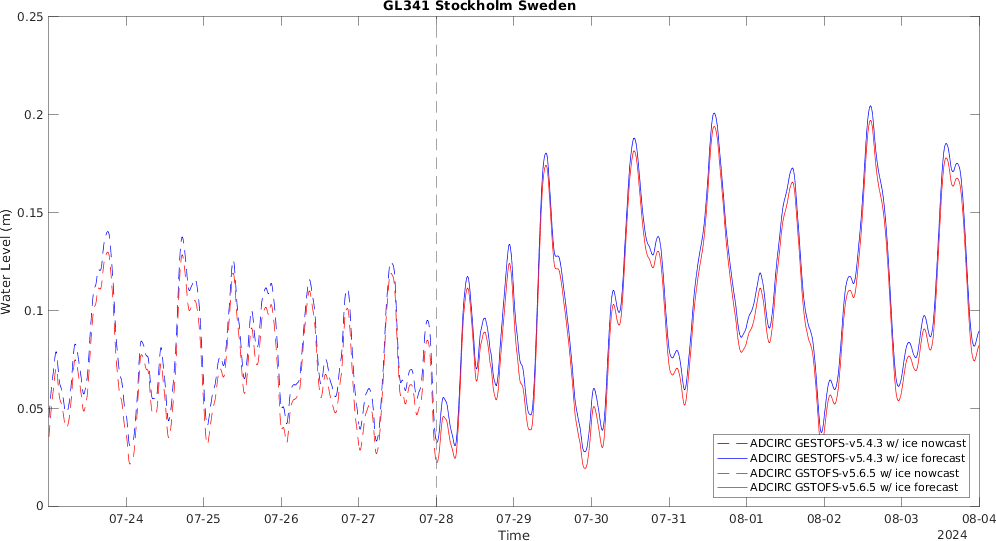 GL341 Stockholm Sweden
0.25
0.2
0.15
0.1
0.05
0
Water Level (m)
07-24 07-25 07-26 07-27 07-28 07-29 07-30 07-31 08-01 08-02 08-03 08-04
Time
2024
ADCIRC GESTOFS-v5.4.3 w/ ice nowcast
ADCIRC GESTOFS-v5.4.3 w/ ice forecast
ADCIRC GSTOFS-v5.6.5 w/ ice nowcast
ADCIRC GSTOFS-v5.6.5 w/ ice forecast